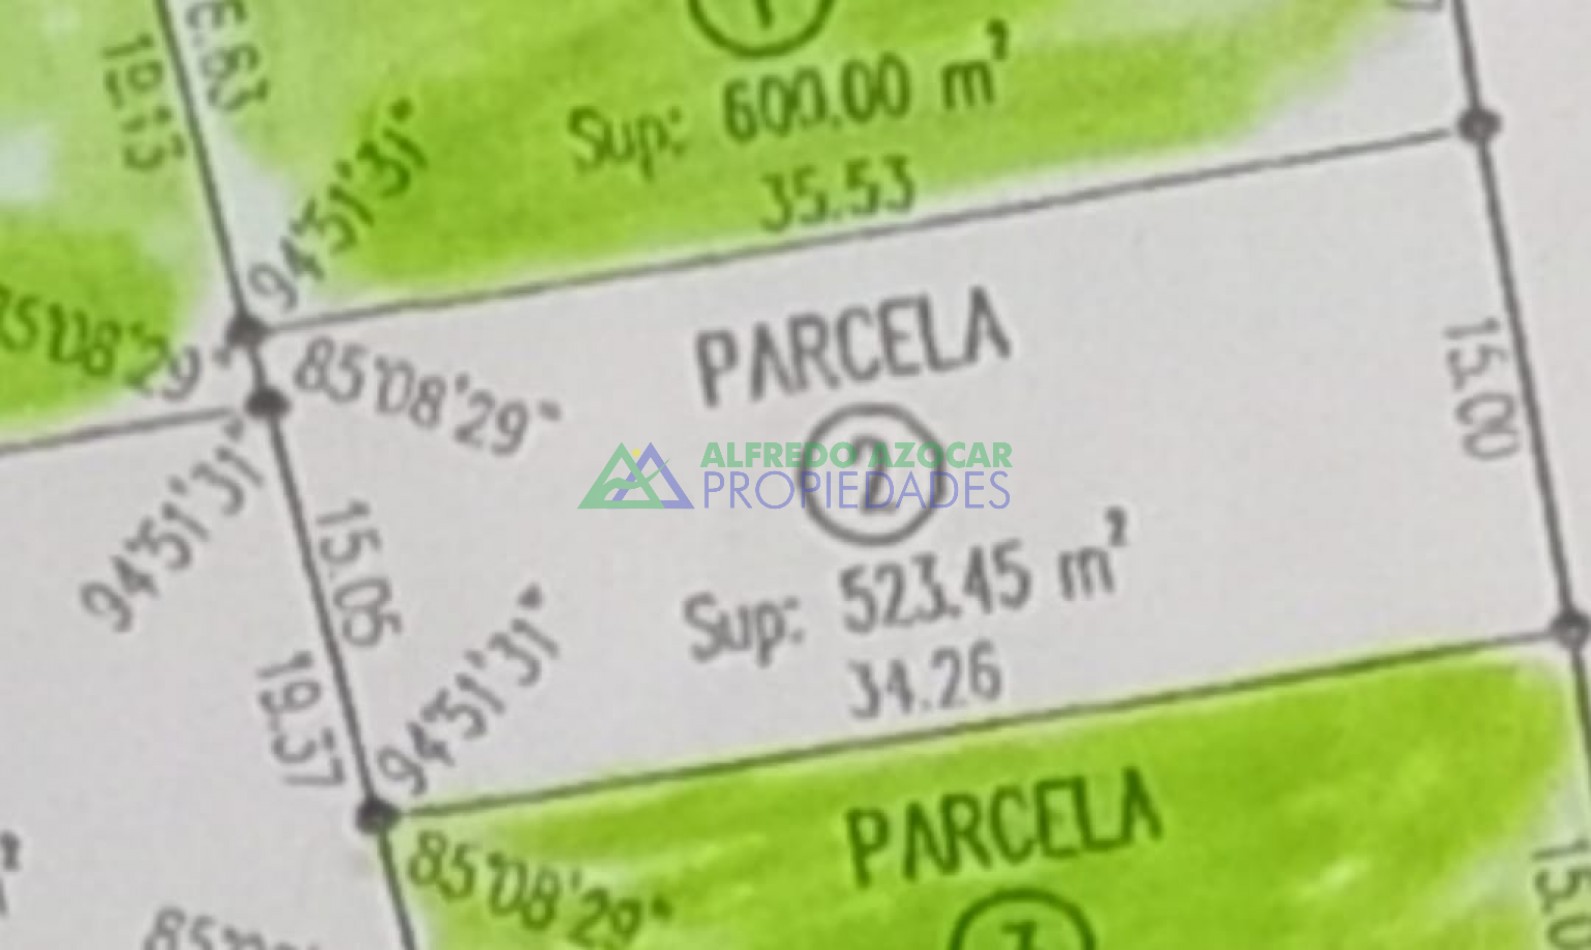 19.13
1
Sup: 600.00 m²
35.53
94°51'31"
85°08'29"
85°08'29"
94°51'31"
PARCELA
2
ALFREDO AZOCAR
PROPIEDADES
Sup: 523.45 m²
34.26
15.00
15.05
19.37
94°51'31"
85°08'29"
PARCELA
3